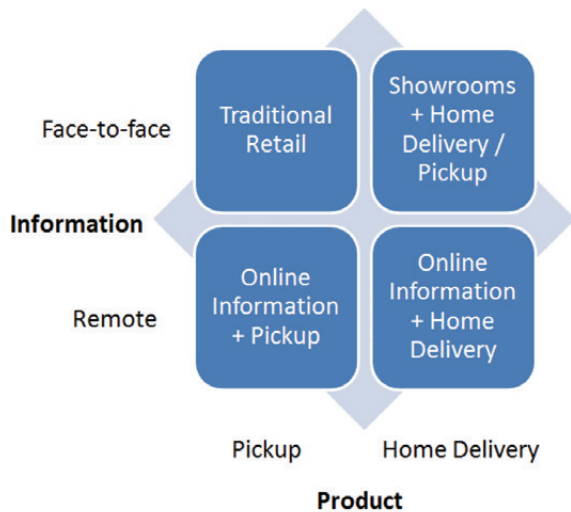 Face-to-face
Traditional
Retail
Showrooms
+ Home
Delivery /
Pickup
Information
Remote
Online
Information
+ Pickup
Online
Information
+ Home
Delivery
Pickup
Home Delivery
Product